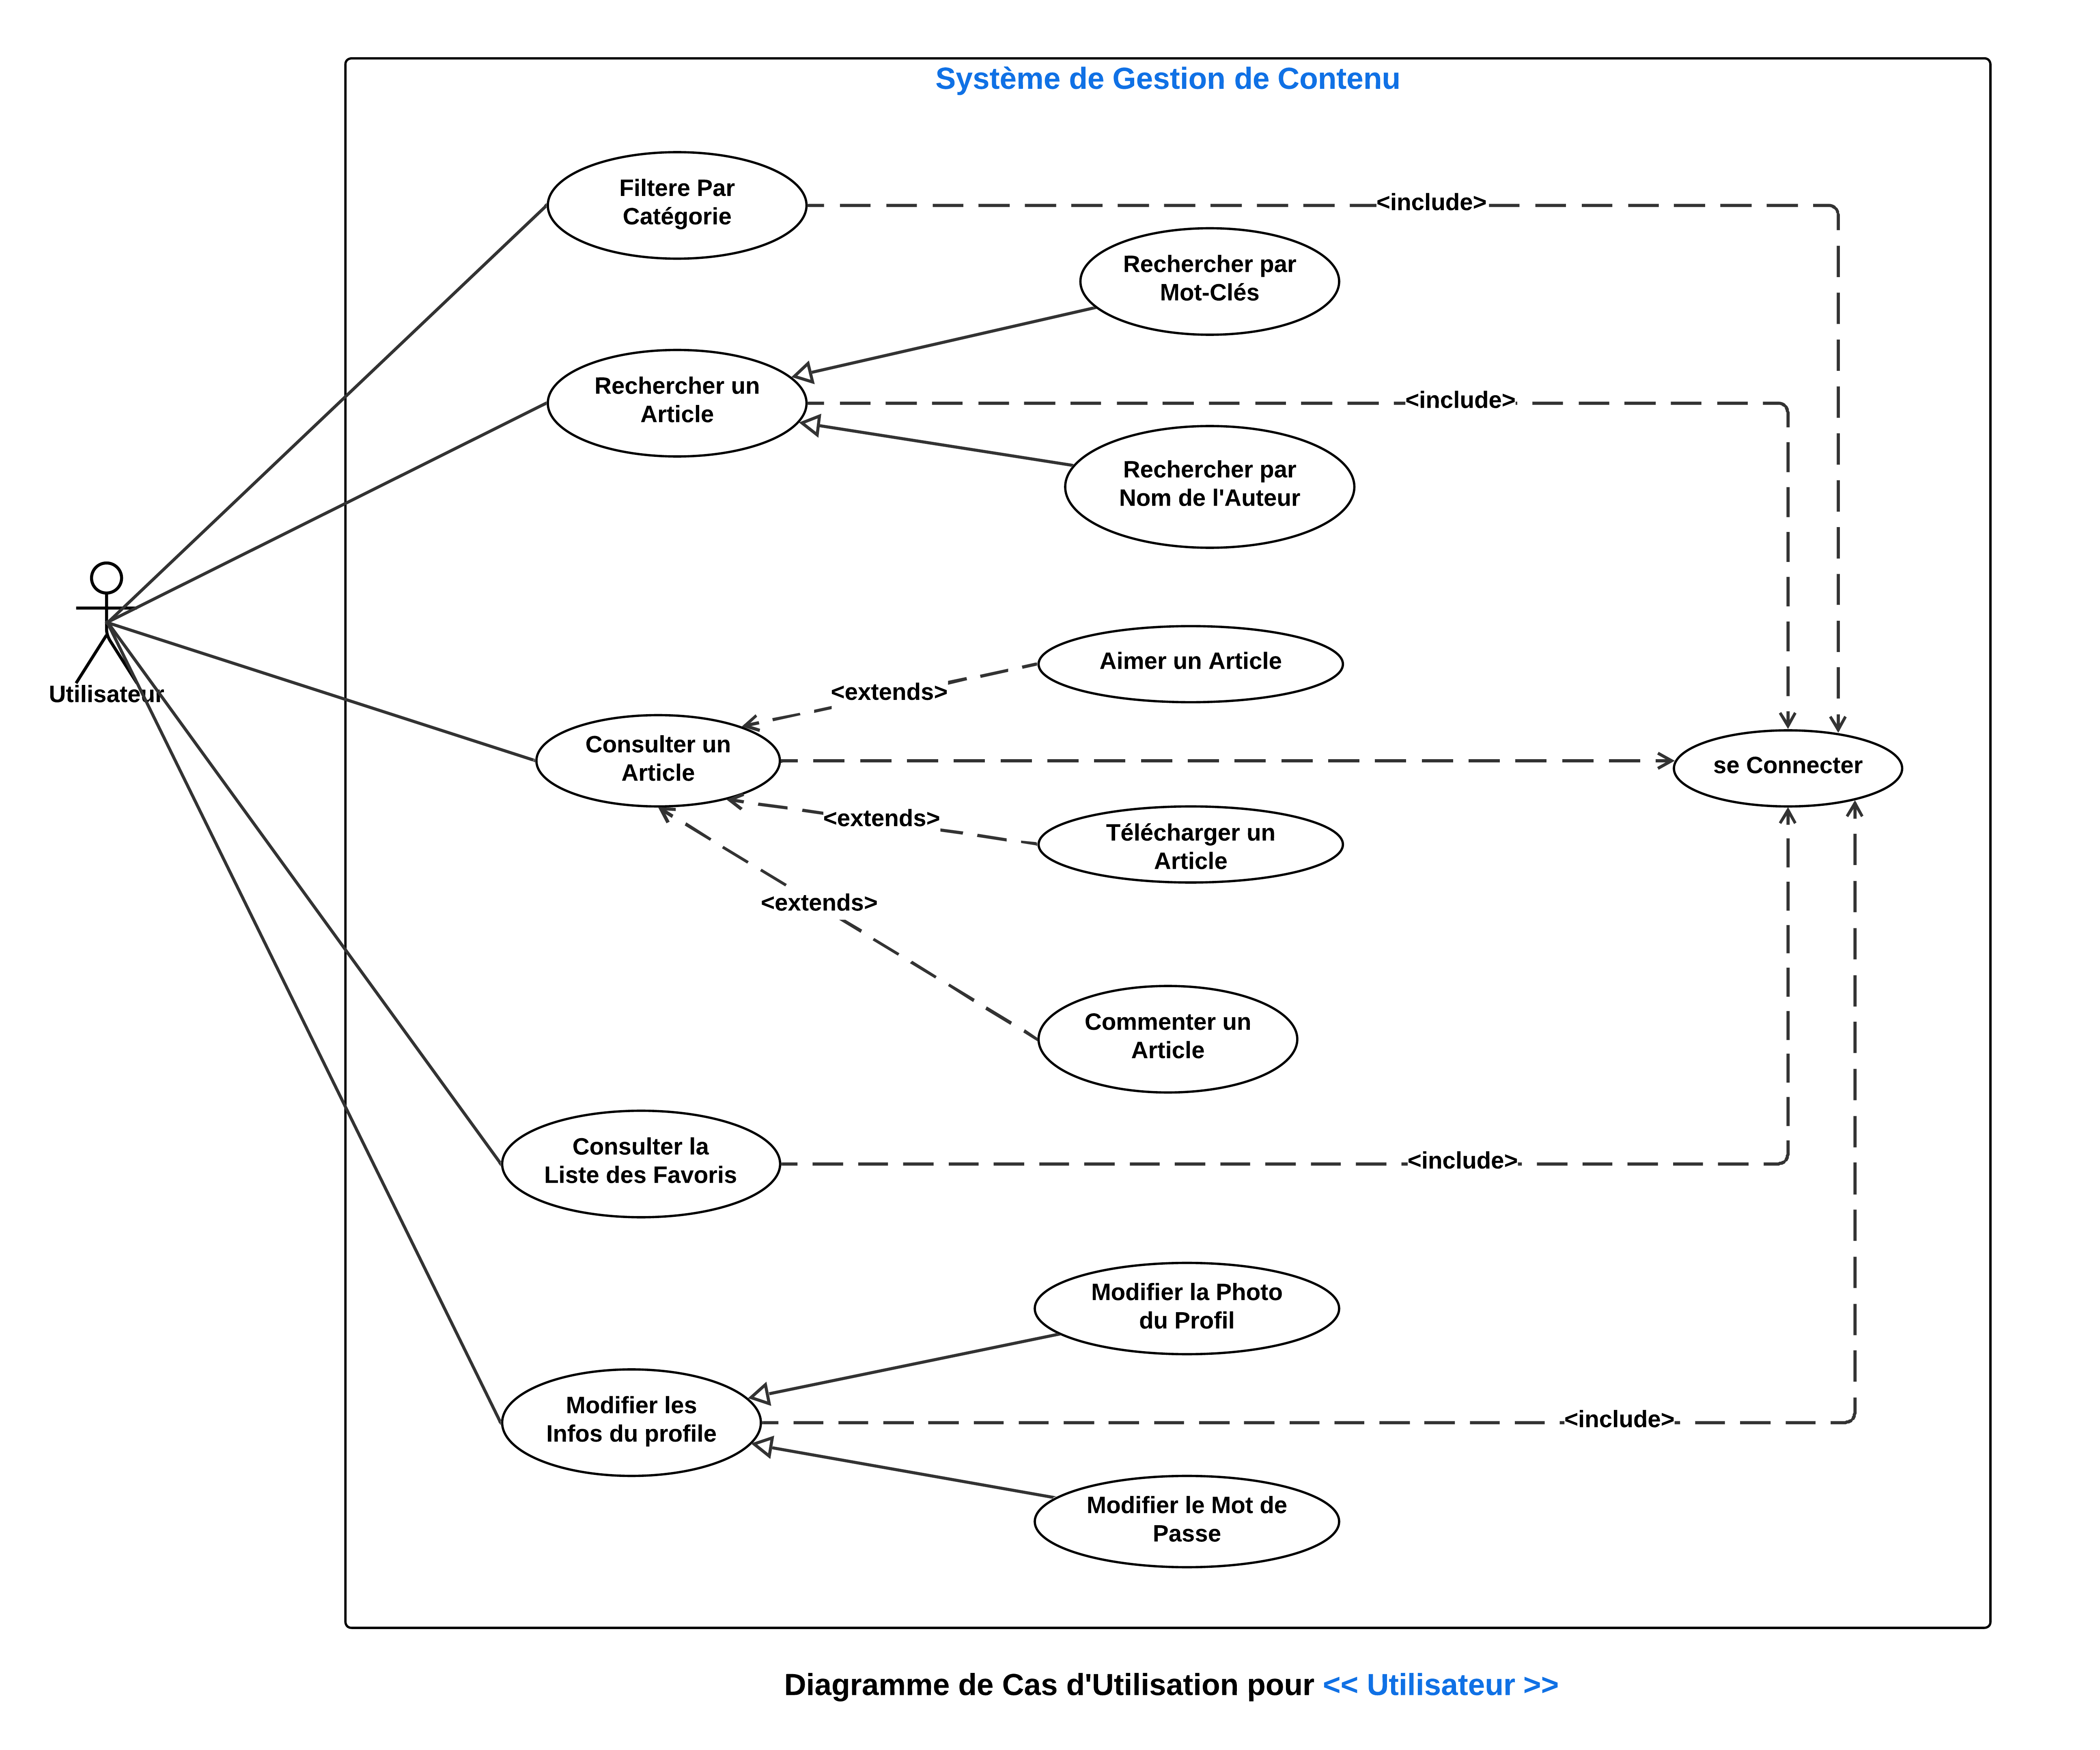 Système de Gestion de Contenu
Filtere Par
Catégorie
<include>
Rechercher par
Mot-Clés
Rechercher un
Article
<include>
Rechercher par
Nom de l'Auteur
Utilisateur
Aimer un Article
<extends>
Consulter un
Article
se Connecter
<extends>
Télécharger un
Article
<extends>
Commenter un
Article
Consulter la
Liste des Favoris
<include>
Modifier la Photo
du Profil
Modifier les
Infos du profile
<include>
Modifier le Mot de
Passe
Diagramme de Cas d'Utilisation pour << Utilisateur >>